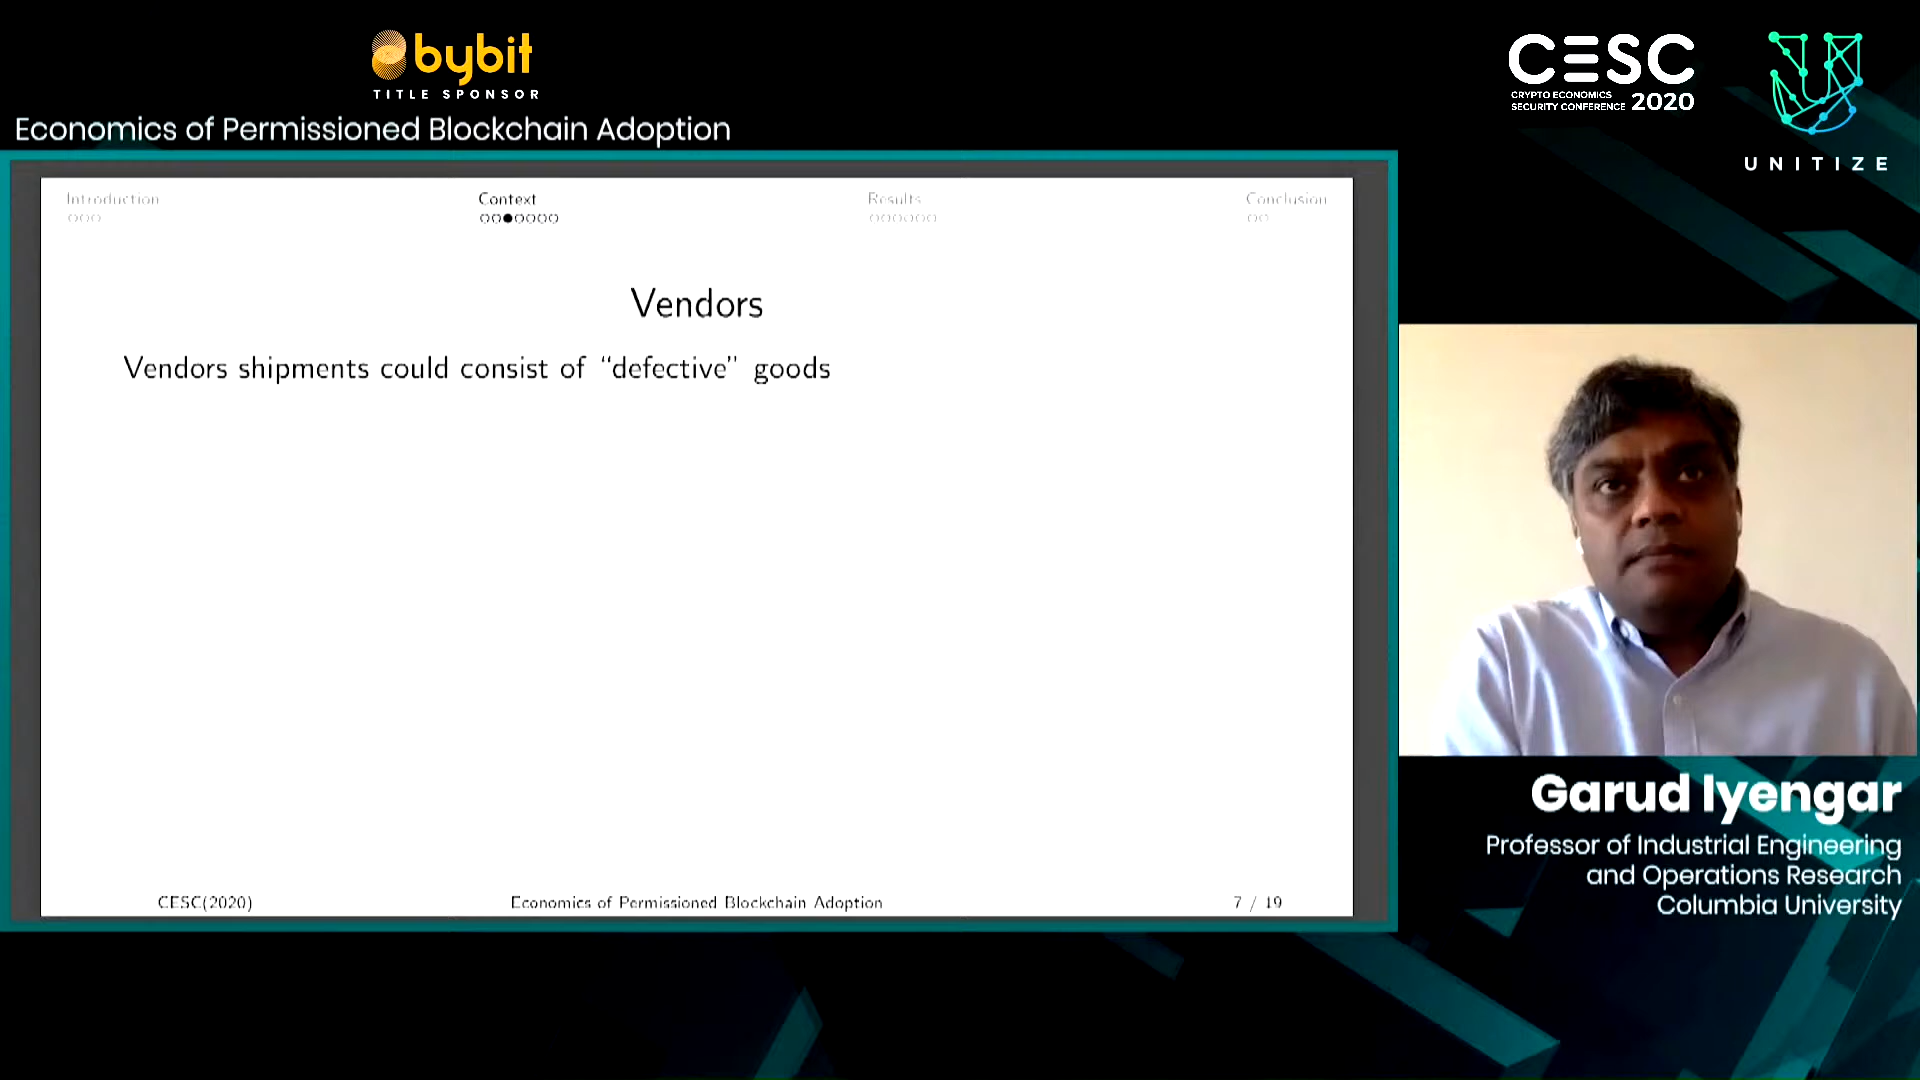 bybit
TITLE SPONSOR
CESC
CRYPTO ECONOMICS
SECURITY CONFERENCE 2020
UNITIZE
Economics of Permissioned Blockchain Adoption
Introduction
Context
Results
Conclusion
Vendors
Vendors shipments could consist of “defective” goods
CESC(2020)
Economics of Permissioned Blockchain Adoption
7 / 19
Garud Iyengar
Professor of Industrial Engineering
and Operations Research
Columbia University